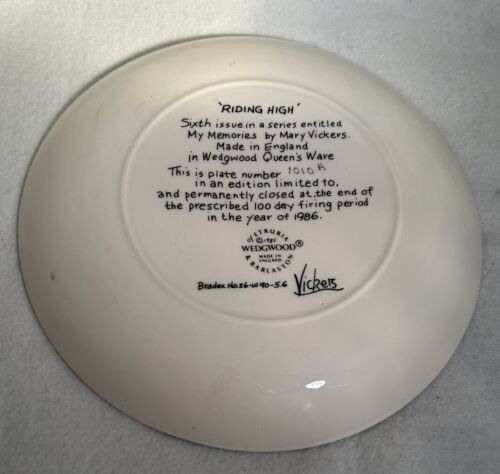 'RIDING HIGH'
Sixth issue in a series entitled
My Memories by Mary Vickers.
Made in England
in Wedgwood Queen's Ware
This is plate number 1010A
in an edition limited to,
and permanently closed at, the end of
the prescribed 100 day firing period
in the year of 1986.
OF ETRURIA
©1985
WEDGWOOD®
MADE IN
ENGLAND
& BARLASTON
Bradex No. 26-W90-5.6
Vickers